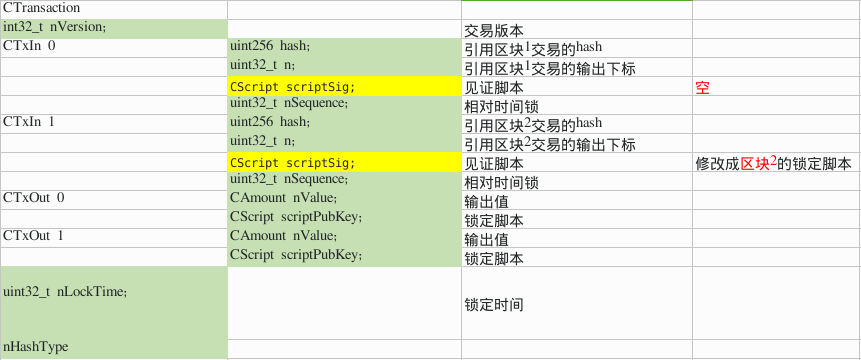 CTransaction
int32_t nVersion; 交易版本
CTxIn 0 uint256 hash; 引用区块1交易的hash
uint32_t n; 引用区块1交易的输出下标
CScript scriptSig; 见证脚本 空
uint32_t nSequence; 相对时间锁
CTxIn 1 uint256 hash; 引用区块2交易的hash
uint32_t n; 引用区块2交易的输出下标
CScript scriptSig; 见证脚本 修改成区块2的锁定脚本
uint32_t nSequence; 相对时间锁
CTxOut 0 CAmount nValue; 输出值
CScript scriptPubKey; 锁定脚本
CTxOut 1 CAmount nValue; 输出值
CScript scriptPubKey; 锁定脚本
uint32_t nLockTime; 锁定时间
nHashType